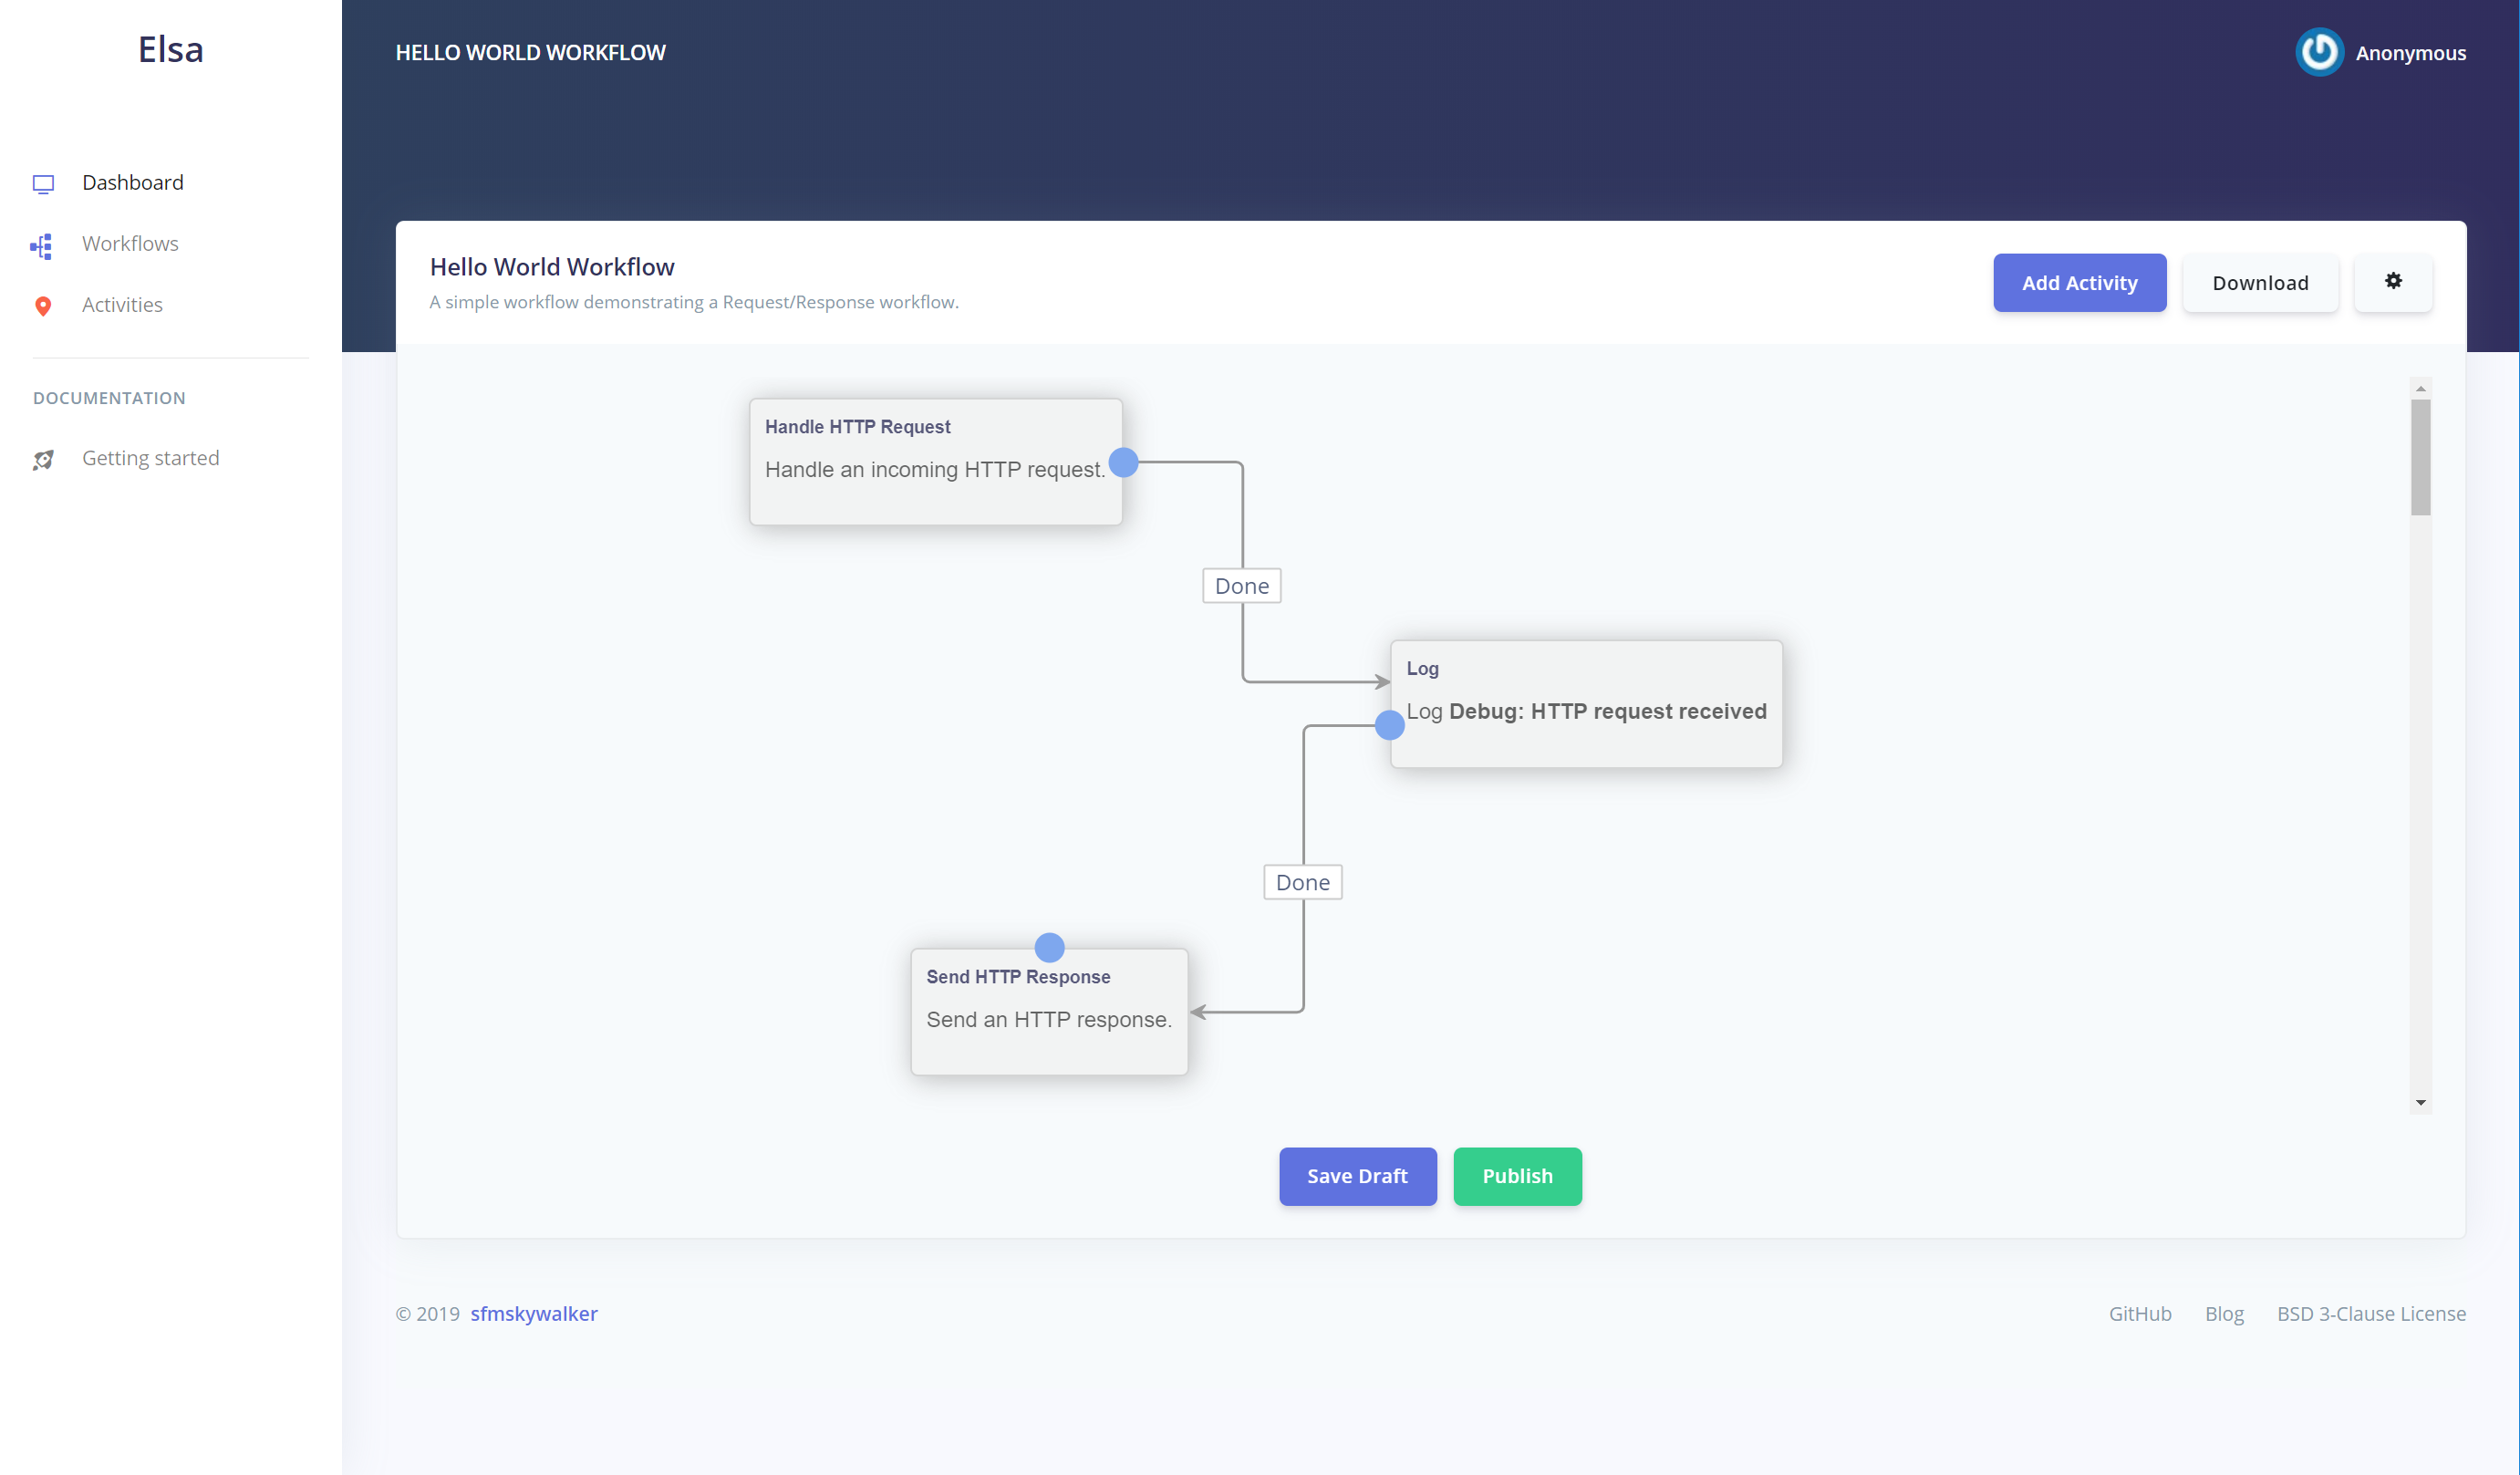 Elsa
HELLO WORLD WORKFLOW
Anonymous
Dashboard
Workflows
Activities
DOCUMENTATION
Getting started
Hello World Workflow
A simple workflow demonstrating a Request/Response workflow.
Add Activity
Download
Handle HTTP Request
Handle an incoming HTTP request.
Done
Log
Log Debug: HTTP request received
Done
Send HTTP Response
Send an HTTP response.
Save Draft
Publish
© 2019 sfmskywalker
GitHub
Blog
BSD 3-Clause License